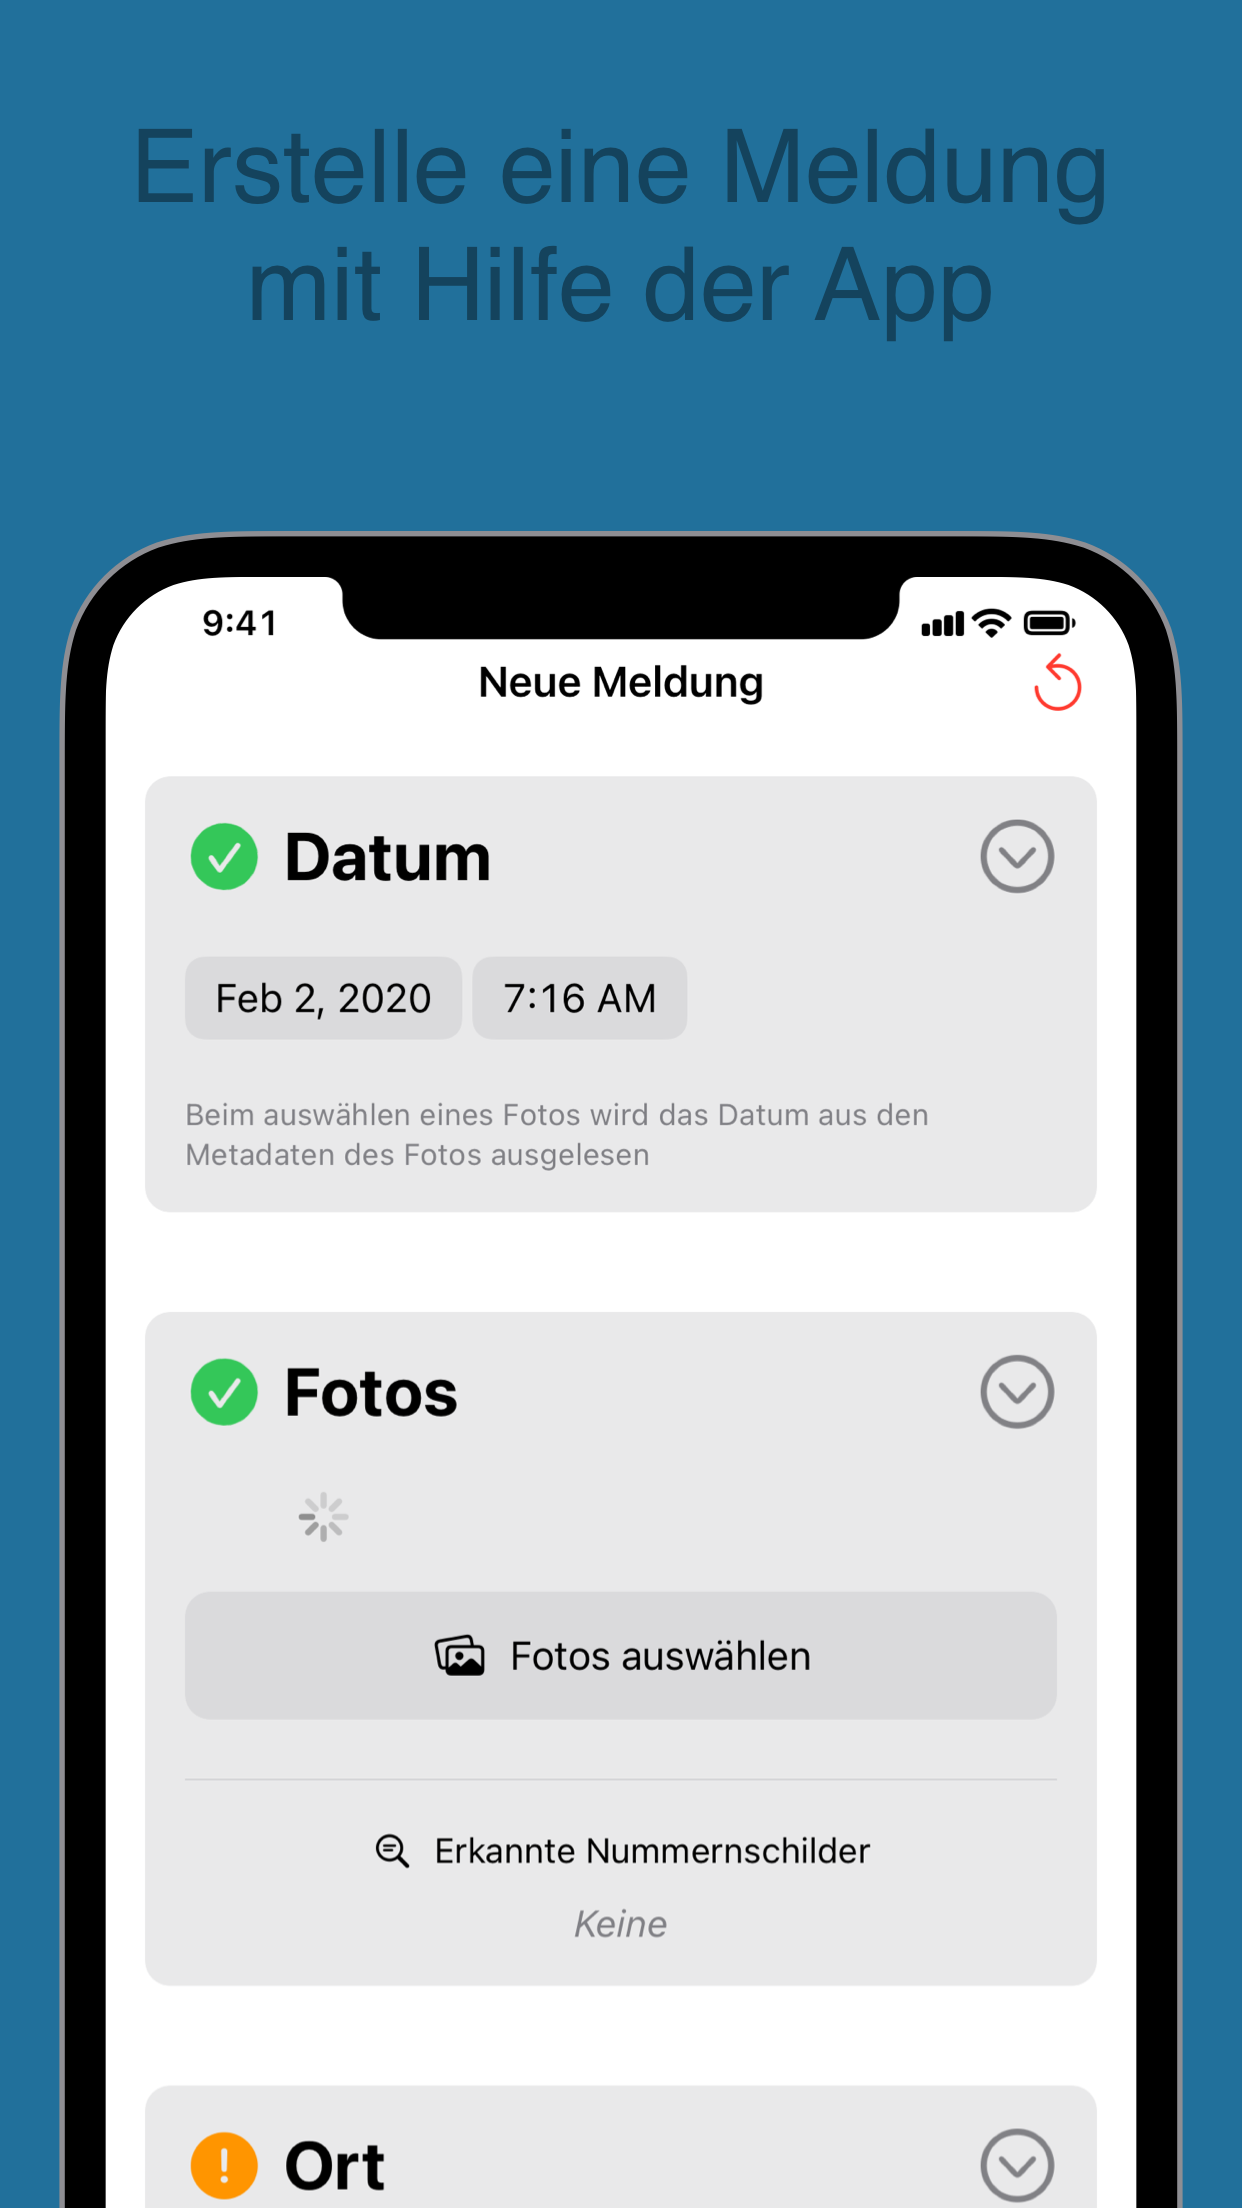 Erstelle eine Meldung
mit Hilfe der App
9:41
Neue Meldung
Datum
Feb 2, 2020
7:16 AM
Beim auswählen eines Fotos wird das Datum aus den
Metadaten des Fotos ausgelesen
Fotos
Fotos auswählen
Erkannte Nummernschilder
Keine
Ort